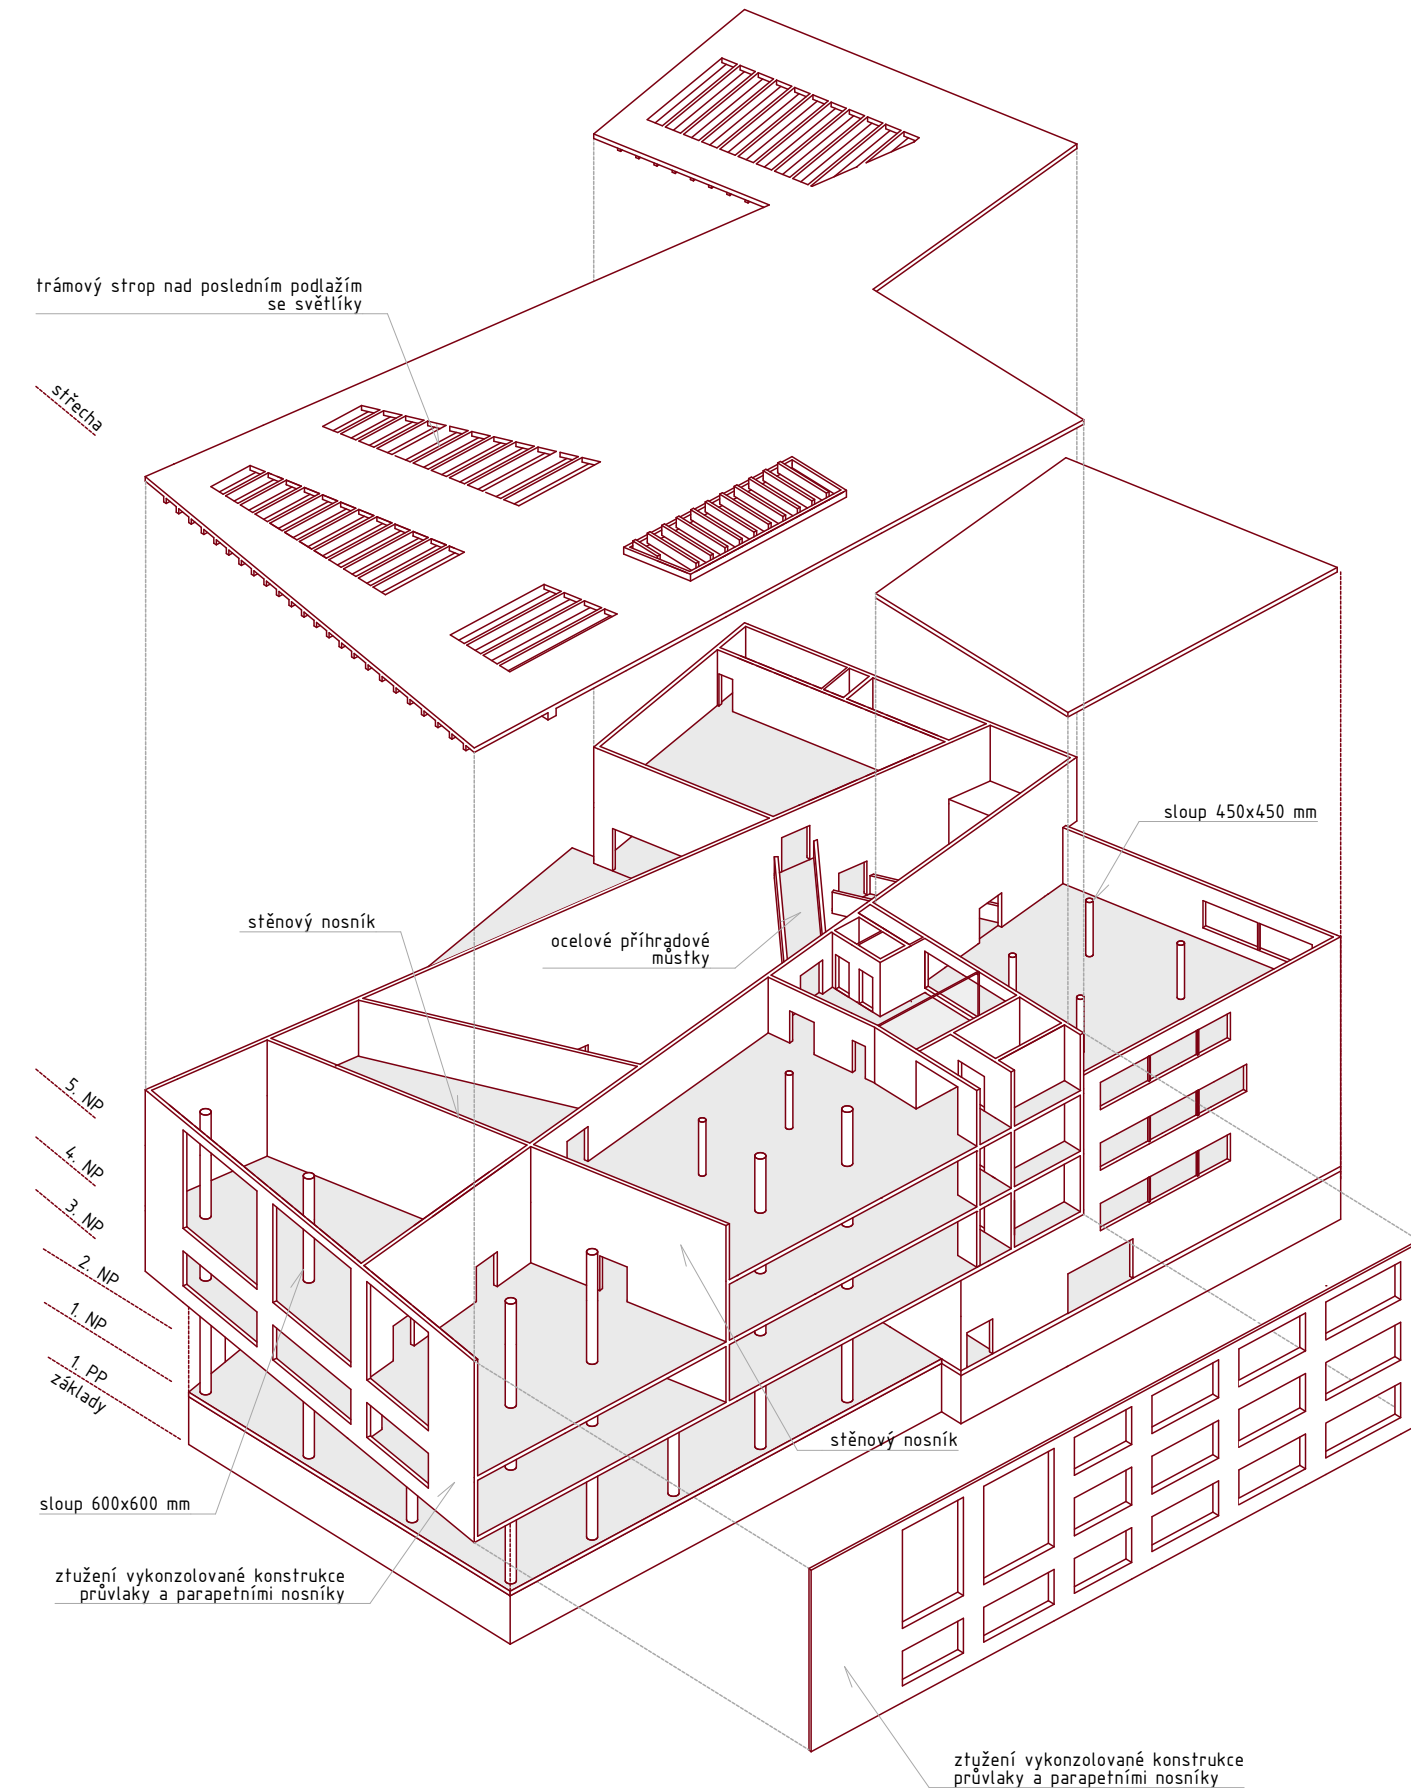 trámový strop nad posledním podlažím
se světlíky
střecha
sloup 450x450 mm
stěnový nosník
ocelové příhradové
můstky
5. NP
4. NP
3. NP
2. NP
1. NP
1. PP
základy
stěnový nosník
sloup 600x600 mm
ztužení vykonzolované konstrukce
průvlaky a parapetními nosníky
ztužení vykonzolované konstrukce
průvlaky a parapetními nosníky